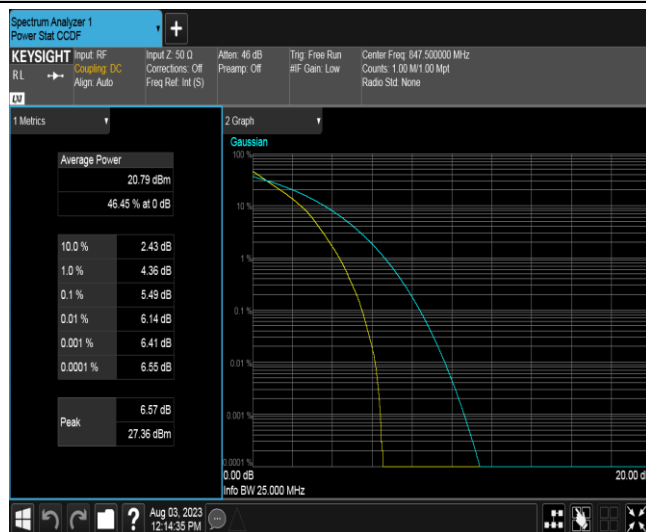 Spectrum Analyzer 1
Power Stat CCDF
+
KEYSIGHT
RL
LXI
Input: RF
Coupling: DC
Align: Auto
Input Z: 50 Ω
Corrections: Off
Freq Ref: Int (S)
Atten: 46 dB
Preamp: Off
Trig: Free Run
#IF Gain: Low
Center Freq: 847.500000 MHz
Counts: 1.00 M/1.00 Mpt
Radio Std: None
1 Metrics
Average Power
20.79 dBm
46.45 % at 0 dB
10.0 % 2.43 dB
1.0 % 4.36 dB
0.1 % 5.49 dB
0.01 % 6.14 dB
0.001 % 6.41 dB
0.0001 % 6.55 dB
Peak
6.57 dB
27.36 dBm
2 Graph
Gaussian
100 %
10 %
1 %
0.1 %
0.01 %
0.001 %
0.0001 %
0.00 dB
20.00 d
Info BW 25.000 MHz
?
Aug 03, 2023
12:14:35 PM